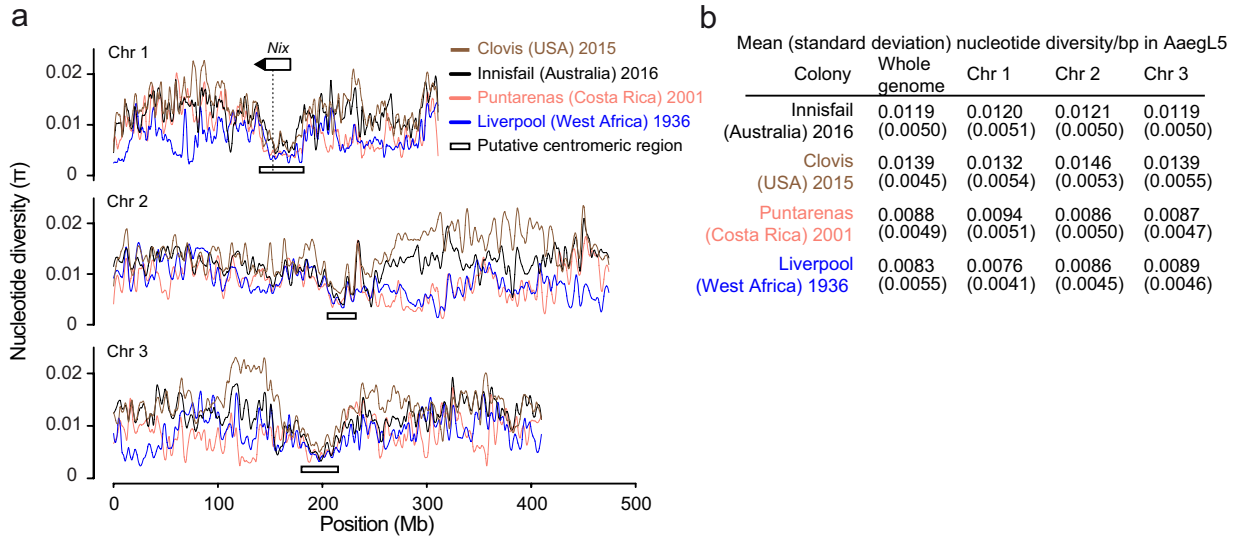 a
Chr 1
Nix
0.02
0.01
0
Clovis (USA) 2015
Innisfail (Australia) 2016
Puntarenas (Costa Rica) 2001
Liverpool (West Africa) 1936
Putative centromeric region
Chr 2
0.02
0.01
0
Chr 3
0.02
0.01
0
Nucleotide diversity (π)
0 100 200 300 400 500
Position (Mb)
b
Mean (standard deviation) nucleotide diversity/bp in AaegL5
Colony Whole genome Chr 1 Chr 2 Chr 3
Innisfail 0.0119 0.0120 0.0121 0.0119
(Australia) 2016 (0.0050) (0.0051) (0.0050) (0.0050)
Clovis 0.0139 0.0132 0.0146 0.0139
(USA) 2015 (0.0045) (0.0054) (0.0053) (0.0055)
Puntarenas 0.0088 0.0094 0.0086 0.0087
(Costa Rica) 2001 (0.0049) (0.0051) (0.0050) (0.0047)
Liverpool 0.0083 0.0076 0.0086 0.0089
(West Africa) 1936 (0.0055) (0.0041) (0.0045) (0.0046)